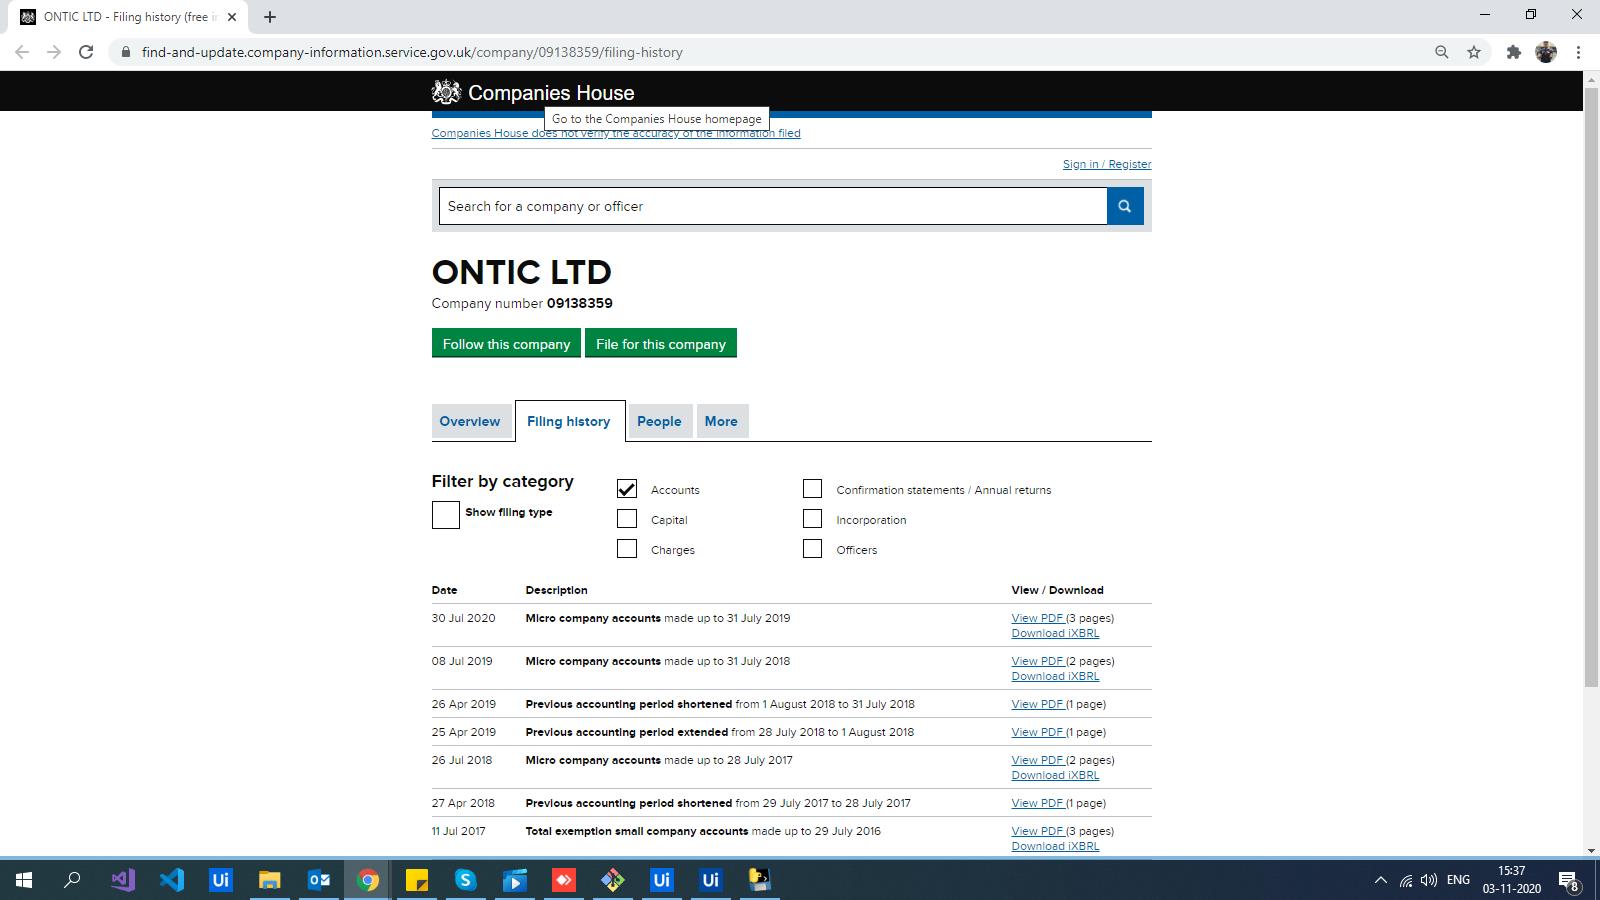 ONTIC LTD - Filing history (free in
find-and-update.company-information.service.gov.uk/company/09138359/filing-history
Companies House
Go to the Companies House homepage
Companies House does not verify the accuracy of the information filed
Sign in / Register
Search for a company or officer
ONTIC LTD
Company number 09138359
Follow this company File for this company
Overview Filing history People More
Filter by category
Show filing type
Accounts Confirmation statements / Annual returns
Capital Incorporation
Charges Officers
Date Description View / Download
30 Jul 2020 Micro company accounts made up to 31 July 2019 View PDF (3 pages)
Download iXBRL
08 Jul 2019 Micro company accounts made up to 31 July 2018 View PDF (2 pages)
Download iXBRL
26 Apr 2019 Previous accounting period shortened from 1 August 2018 to 31 July 2018 View PDF (1 page)
25 Apr 2019 Previous accounting period extended from 28 July 2018 to 1 August 2018 View PDF (1 page)
26 Jul 2018 Micro company accounts made up to 28 July 2017 View PDF (2 pages)
Download iXBRL
27 Apr 2018 Previous accounting period shortened from 29 July 2017 to 28 July 2017 View PDF (1 page)
11 Jul 2017 Total exemption small company accounts made up to 29 July 2016 View PDF (3 pages)
Download iXBRL
Ui Ui Ui ENG 15:37
03-11-2020 8